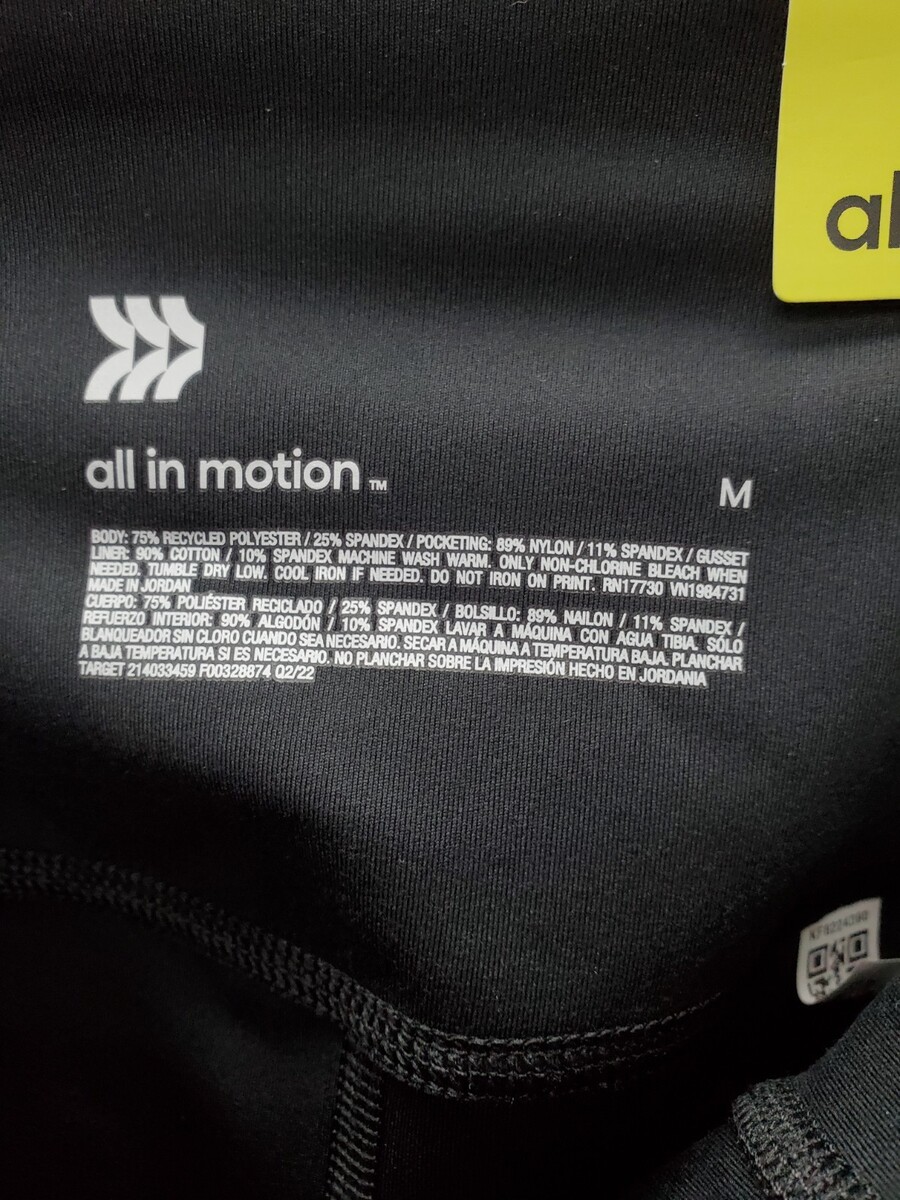 al
all in motion™
M
BODY: 75% RECYCLED POLYESTER / 25% SPANDEX / POCKETING: 89% NYLON / 11% SPANDEX / GUSSET
LINER: 90% COTTON / 10% SPANDEX MACHINE WASH WARM. ONLY NON-CHLORINE BLEACH WHEN
NEEDED. TUMBLE DRY LOW. COOL IRON IF NEEDED. DO NOT IRON ON PRINT. RN17730 VN1984731
MADE IN JORDAN
CUERPO: 75% POLIÉSTER RECICLADO / 25% SPANDEX / BOLSILLO: 89% NAILON / 11% SPANDEX /
REFUERZO INTERIOR: 90% ALGODÓN / 10% SPANDEX LAVAR A MÁQUINA CON AGUA TIBIA. SÓLO
BLANQUEADOR SIN CLORO CUANDO SEA NECESARIO. SECAR A MÁQUINA A TEMPERATURA BAJA. PLANCHAR
A BAJA TEMPERATURA SI ES NECESARIO. NO PLANCHAR SOBRE LA IMPRESIÓN HECHO EN JORDANIA
TARGET 214033459 F00328874 Q2/22